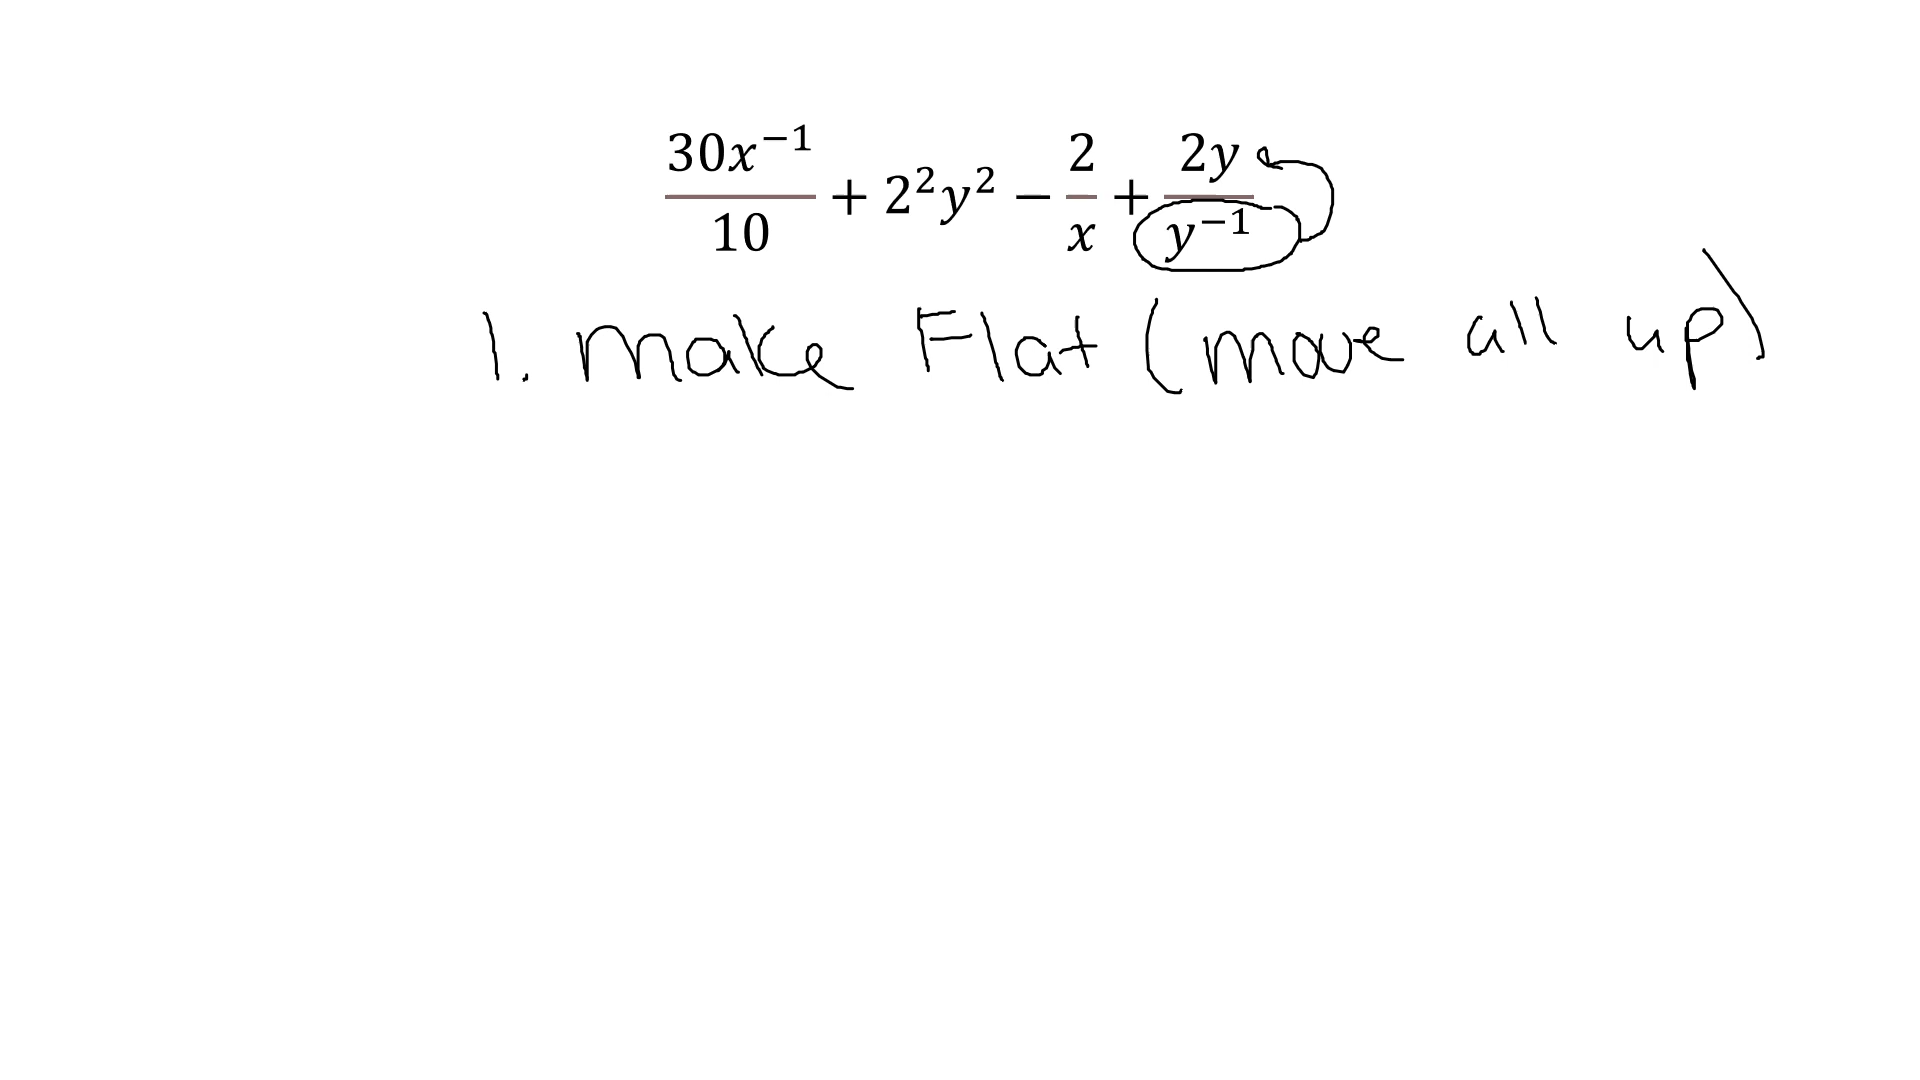 30x⁻¹/10 + 2²y² − 2/x + 2y/y⁻¹
1. make Flat (move all up)